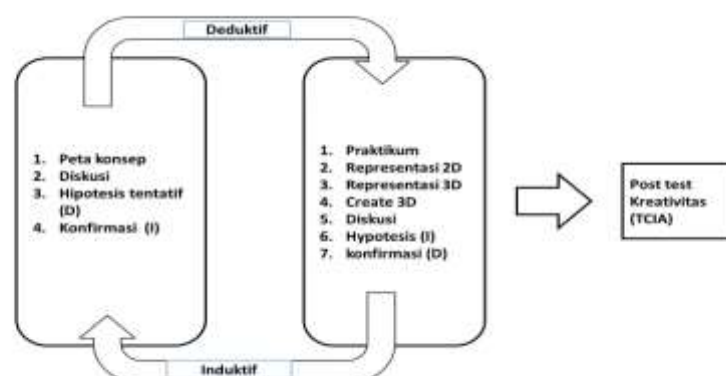 Deduktif
1. Peta konsep
2. Diskusi
3. Hipotesis tentatif
(D)
4. Konfirmasi (I)
1. Praktikum
2. Representasi 2D
3. Representasi 3D
4. Create 3D
5. Diskusi
6. Hypotesis (I)
7. konfirmasi (D)
Post test
Kreativitas
(TCIA)
Induktif